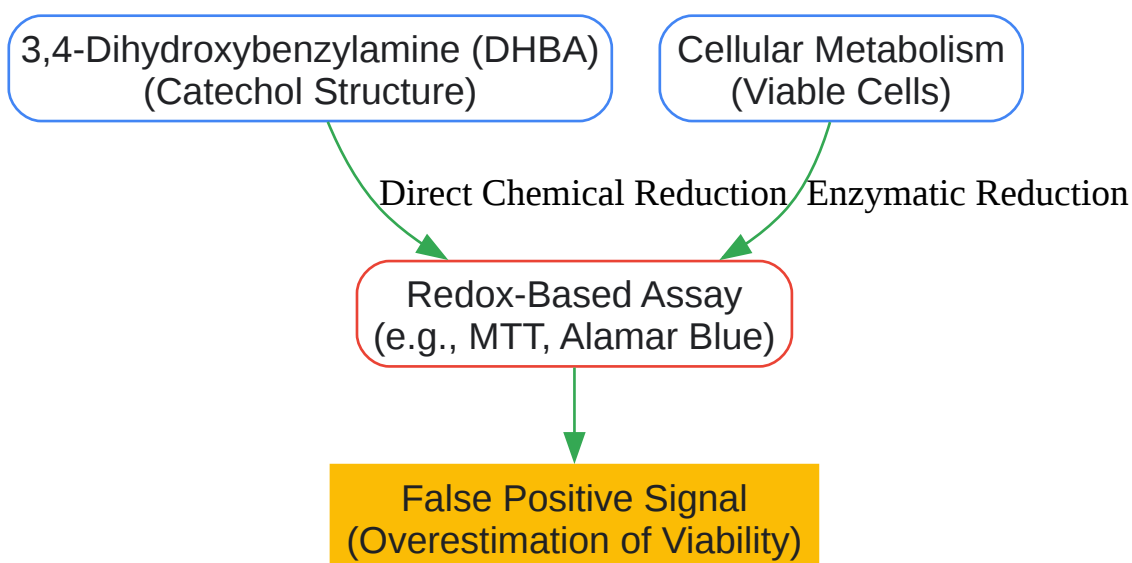 3,4-Dihydroxybenzylamine (DHBA)
(Catechol Structure)
Cellular Metabolism
(Viable Cells)
Direct Chemical Reduction
Enzymatic Reduction
Redox-Based Assay
(e.g., MTT, Alamar Blue)
False Positive Signal
(Overestimation of Viability)